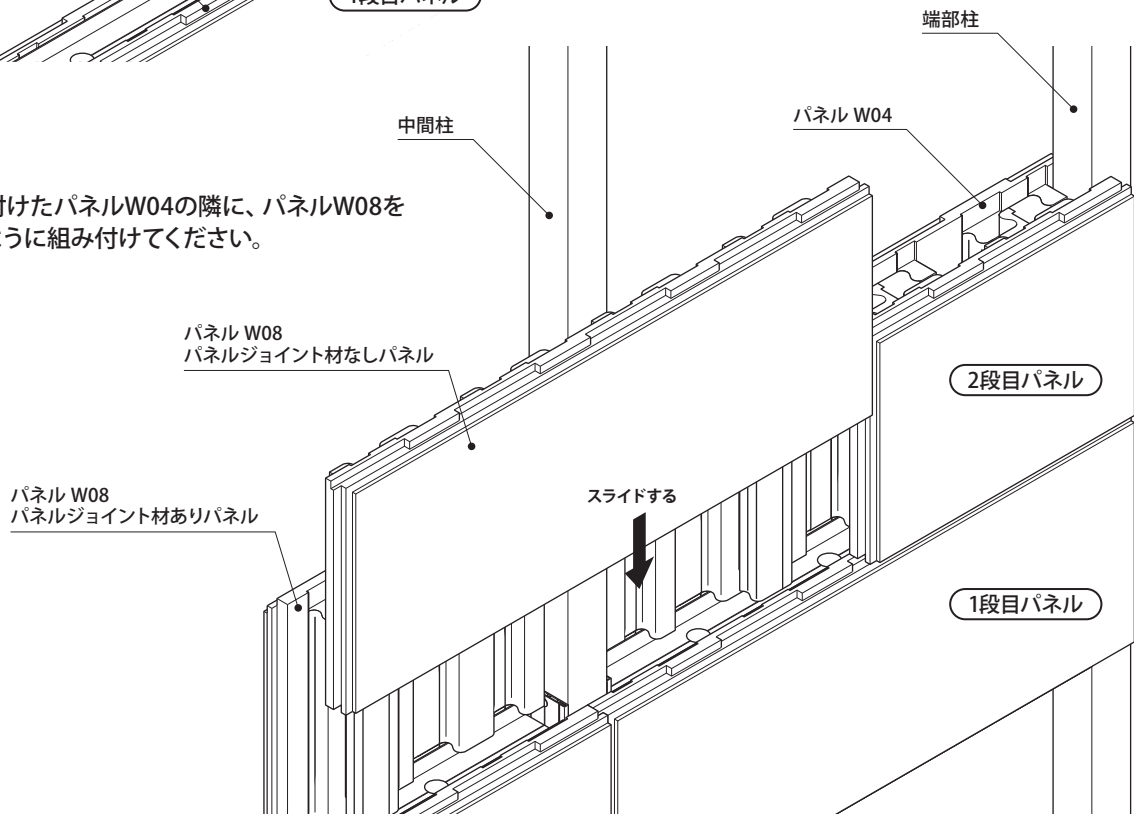 1段目パネル
端部柱
中間柱
パネル W04
付けたパネルW04の隣に、パネルW08を
ように組み付けてください。
パネル W08
パネルジョイント材なしパネル
2段目パネル
パネル W08
パネルジョイント材ありパネル
スライドする
1段目パネル